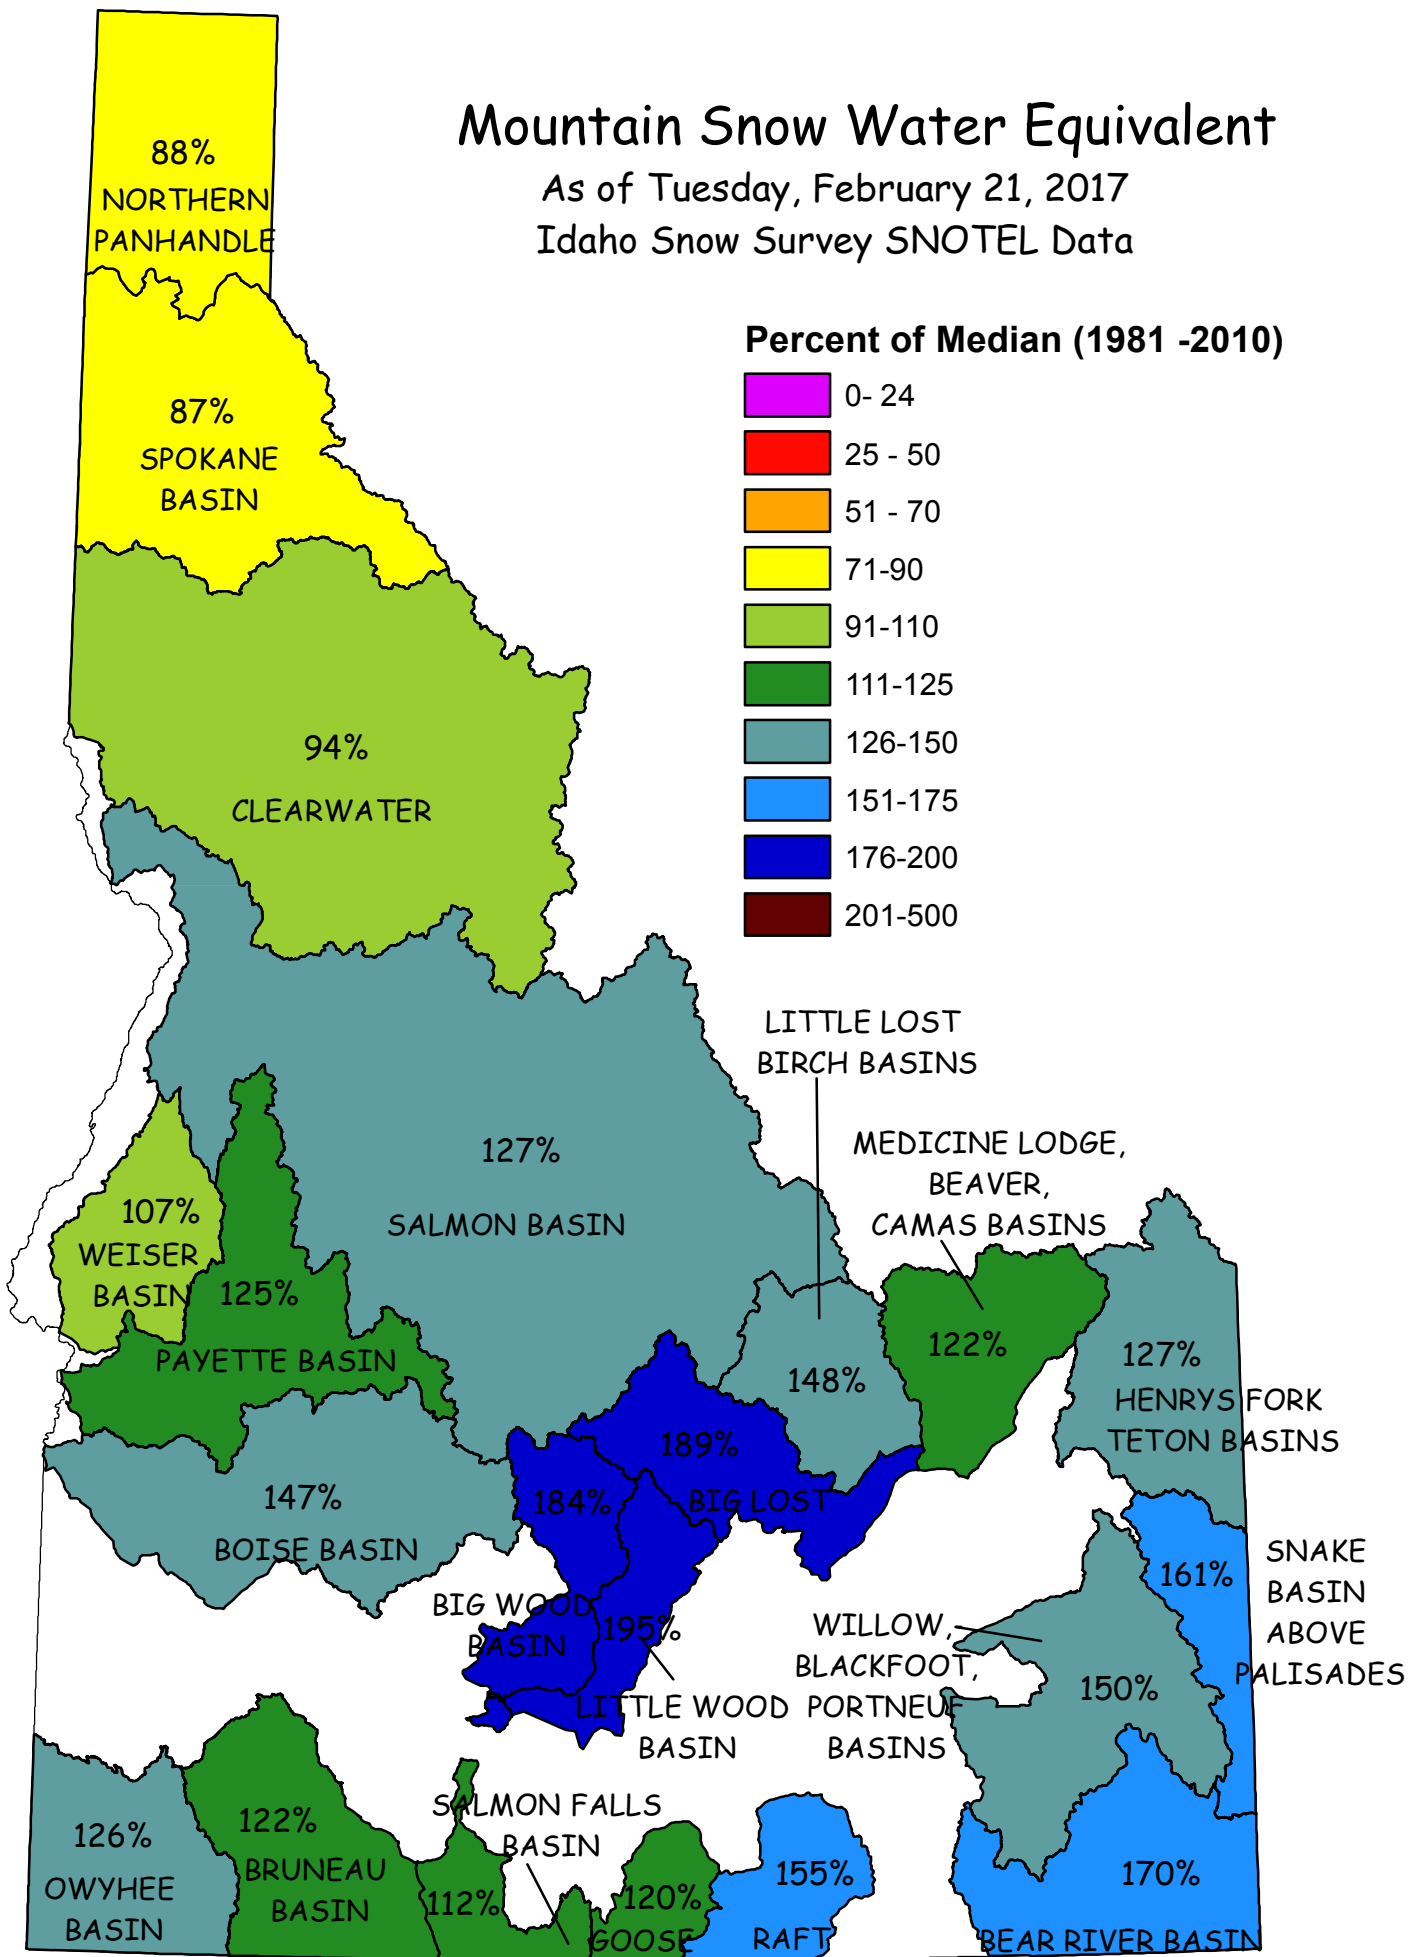 Mountain Snow Water Equivalent
As of Tuesday, February 21, 2017
Idaho Snow Survey SNOTEL Data
Percent of Median (1981 -2010)
0- 24
25 - 50
51 - 70
71-90
91-110
111-125
126-150
151-175
176-200
201-500
88%
NORTHERN
PANHANDLE
87%
SPOKANE
BASIN
94%
CLEARWATER
LITTLE LOST
BIRCH BASINS
127%
SALMON BASIN
MEDICINE LODGE,
BEAVER,
CAMAS BASINS
107%
WEISER
BASIN
125%
PAYETTE BASIN
148%
122%
127%
HENRYS FORK
TETON BASINS
189%
BIG LOST
184%
147%
BOISE BASIN
BIG WOOD
BASIN
195%
LITTLE WOOD
BASIN
WILLOW,
BLACKFOOT,
PORTNEUF
BASINS
150%
161%
SNAKE
BASIN
ABOVE
PALISADES
126%
OWYHEE
BASIN
122%
BRUNEAU
BASIN
SALMON FALLS
BASIN
112%
120%
GOOSE
155%
RAFT
170%
BEAR RIVER BASIN